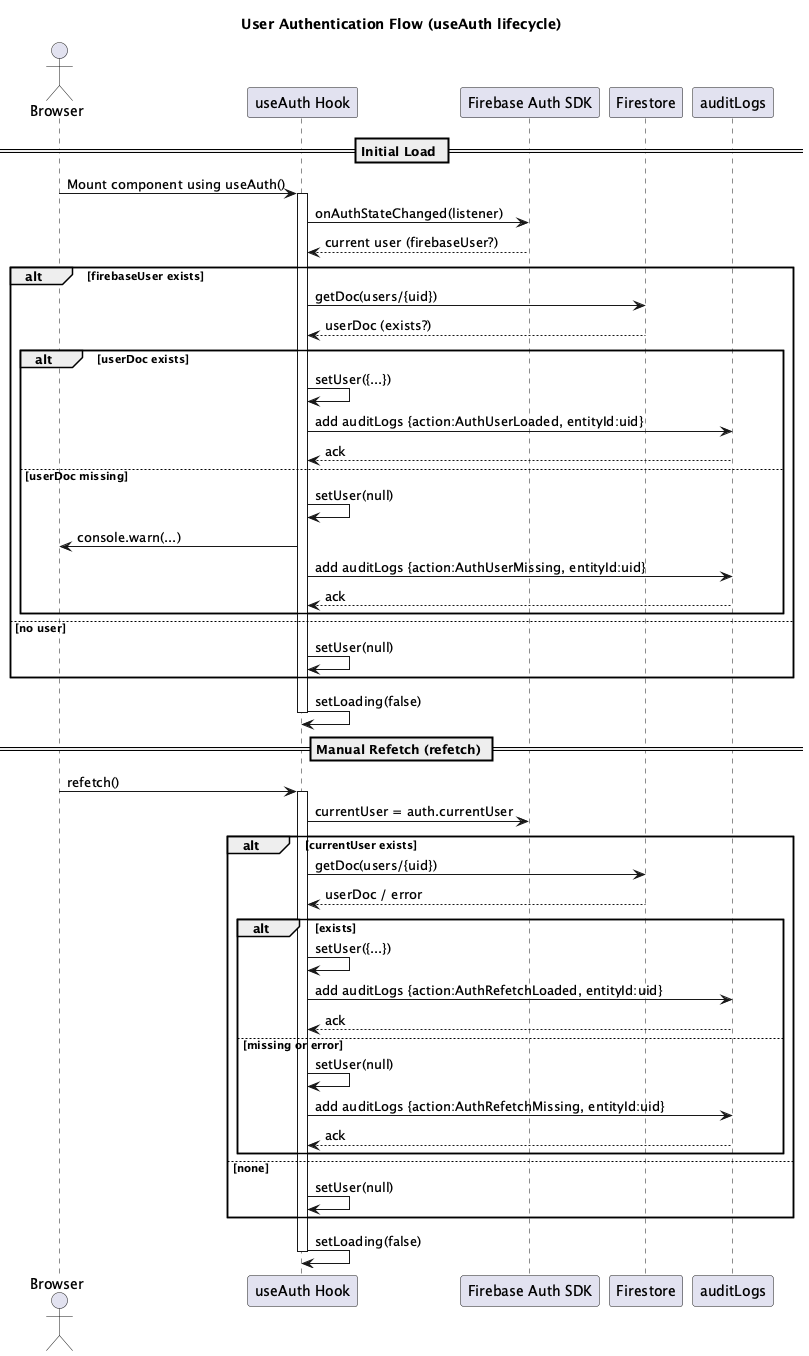 User Authentication Flow (useAuth lifecycle)
Browser
useAuth Hook
Firebase Auth SDK
Firestore
auditLogs
Initial Load
Mount component using useAuth()
onAuthStateChanged(listener)
current user (firebaseUser?)
alt
[firebaseUser exists]
getDoc(users/{uid})
userDoc (exists?)
alt
[userDoc exists]
setUser({...})
add auditLogs {action:AuthUserLoaded, entityId:uid}
ack
[userDoc missing]
setUser(null)
console.warn(...)
add auditLogs {action:AuthUserMissing, entityId:uid}
ack
[no user]
setUser(null)
setLoading(false)
Manual Refetch (refetch)
refetch()
currentUser = auth.currentUser
alt
[currentUser exists]
getDoc(users/{uid})
userDoc / error
alt
[exists]
setUser({...})
add auditLogs {action:AuthRefetchLoaded, entityId:uid}
ack
[missing or error]
setUser(null)
add auditLogs {action:AuthRefetchMissing, entityId:uid}
ack
[none]
setUser(null)
setLoading(false)
Browser
useAuth Hook
Firebase Auth SDK
Firestore
auditLogs